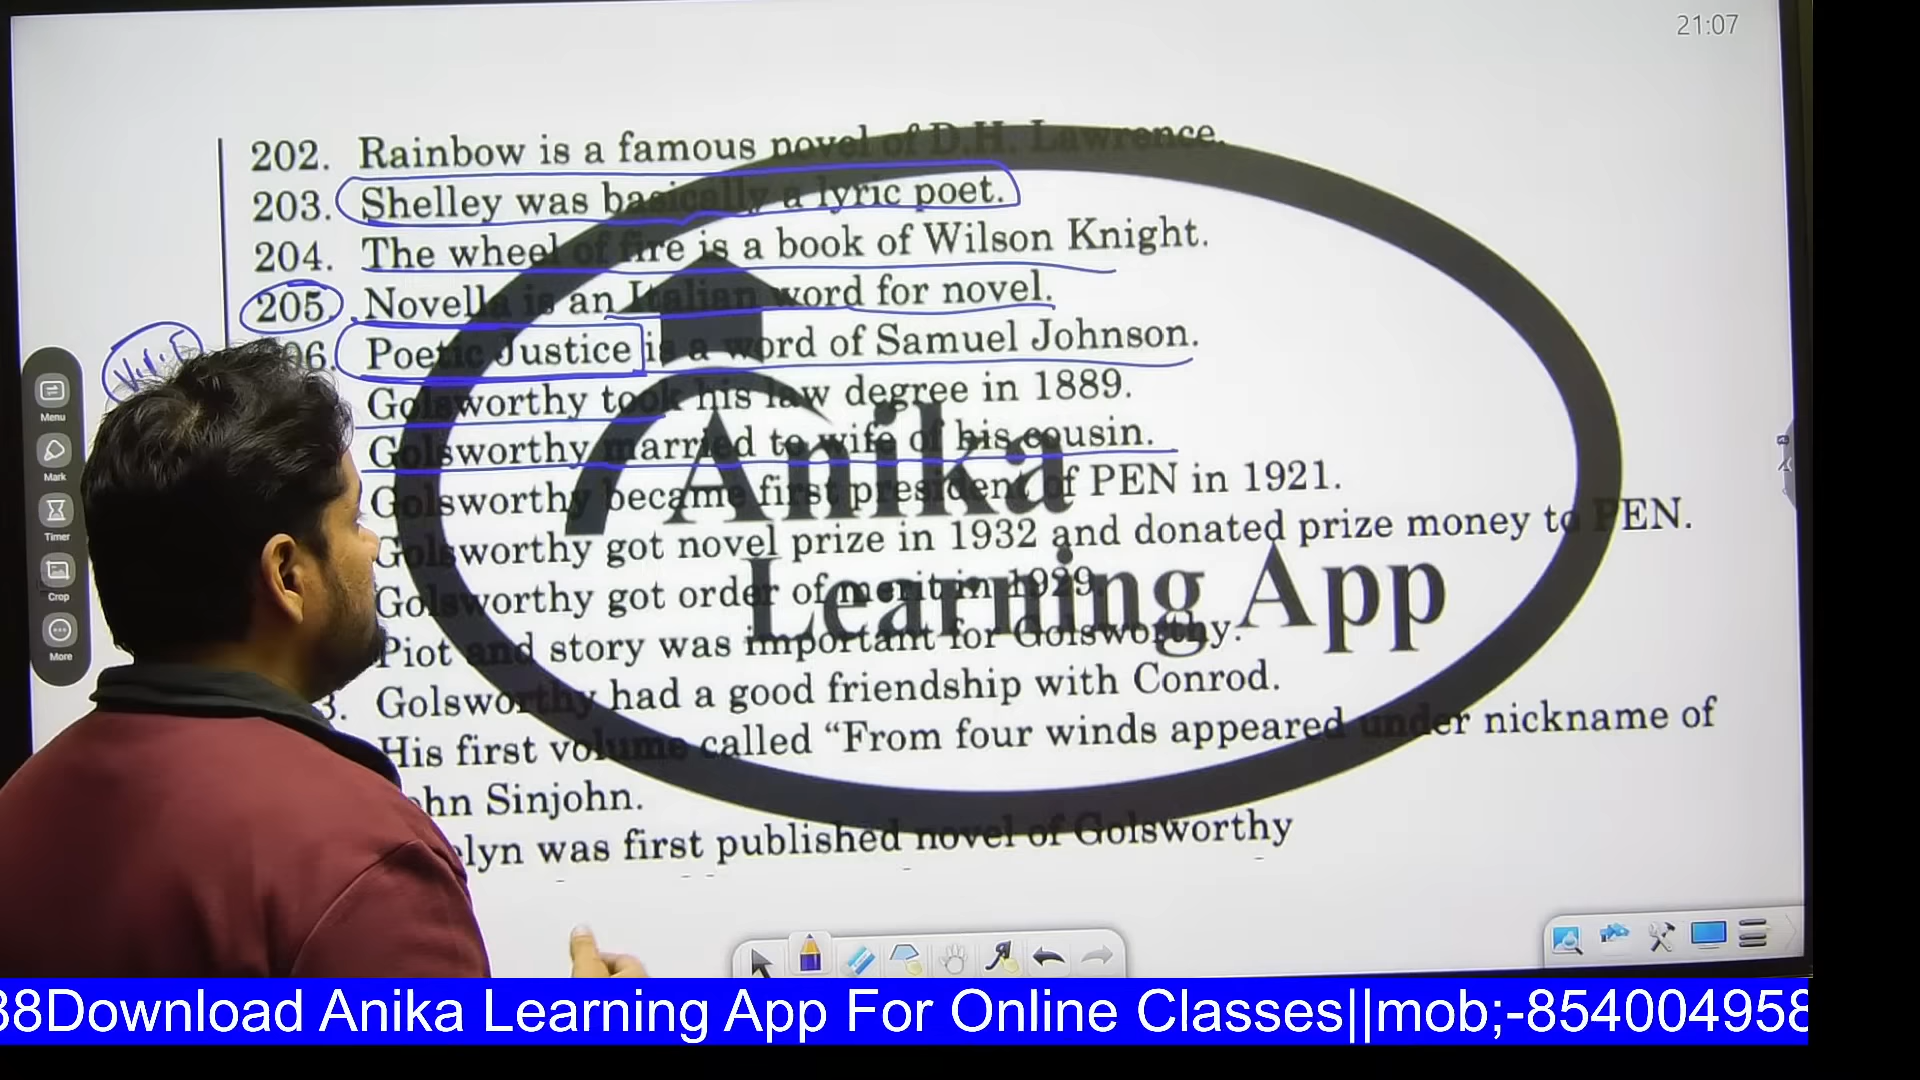 21:07
202. Rainbow is a famous novel of D.H. Lawrence.
203. Shelley was basically a lyric poet.
204. The wheel of fire is a book of Wilson Knight.
205. Novella is an Italian word for novel.
06. Poetic Justice is a word of Samuel Johnson.
V.V.I
Golsworthy took his law degree in 1889.
Golsworthy married to wife of his cousin.
Golsworthy became first president of PEN in 1921.
Golsworthy got novel prize in 1932 and donated prize money to PEN.
Golsworthy got order of merit in 1929.
Piot and story was important for Golsworthy.
3. Golsworthy had a good friendship with Conrod.
His first volume called “From four winds appeared under nickname of
ohn Sinjohn.
elyn was first published novel of Golsworthy
Anika
Learning App
Menu
Mark
Timer
Crop
More
38Download Anika Learning App For Online Classes||mob;-854004958